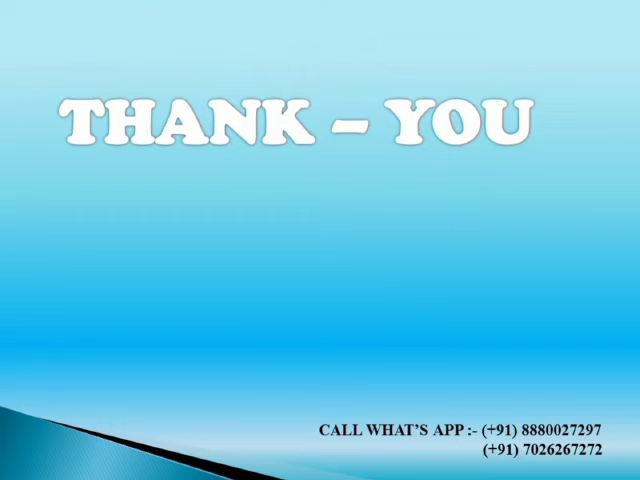 THANK – YOU
CALL WHAT’S APP :- (+91) 8880027297
(+91) 7026267272